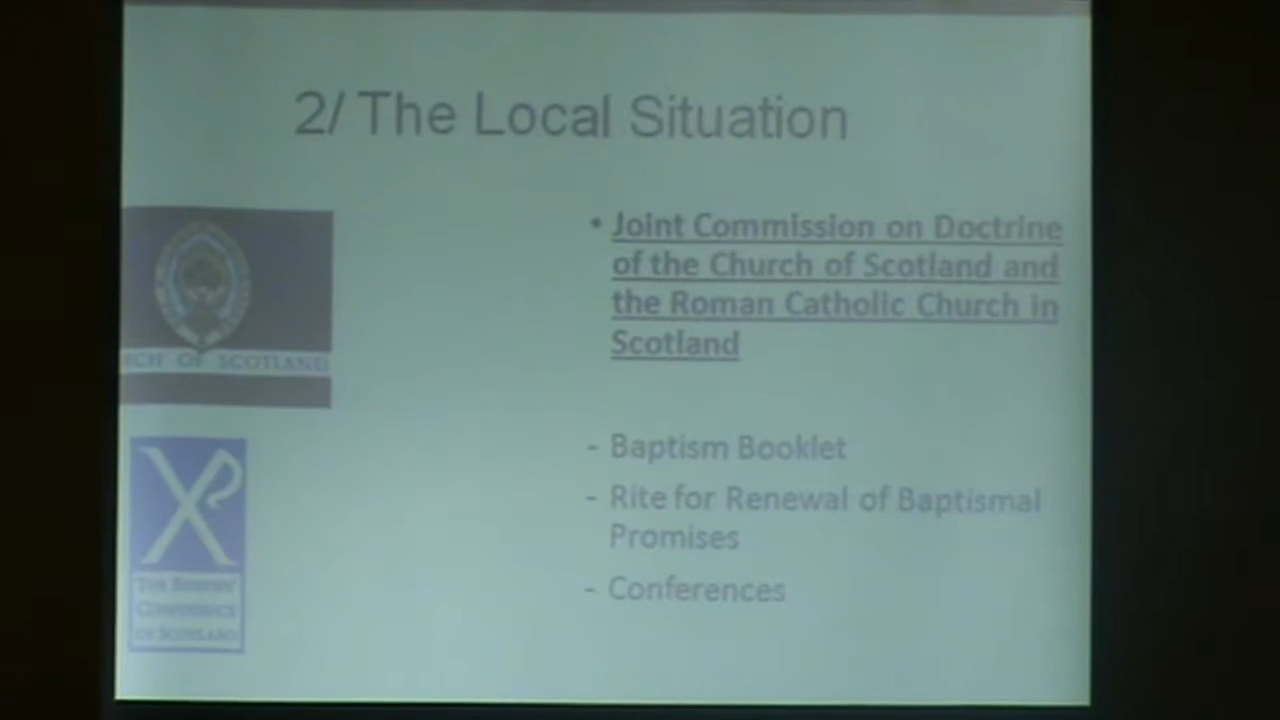 2/ The Local Situation
• Joint Commission on Doctrine
of the Church of Scotland and
the Roman Catholic Church in
Scotland
RCH OF SCOTLAND
- Baptism Booklet
- Rite for Renewal of Baptismal
Promises
- Conferences
The Bishops'
Conference
of Scotland